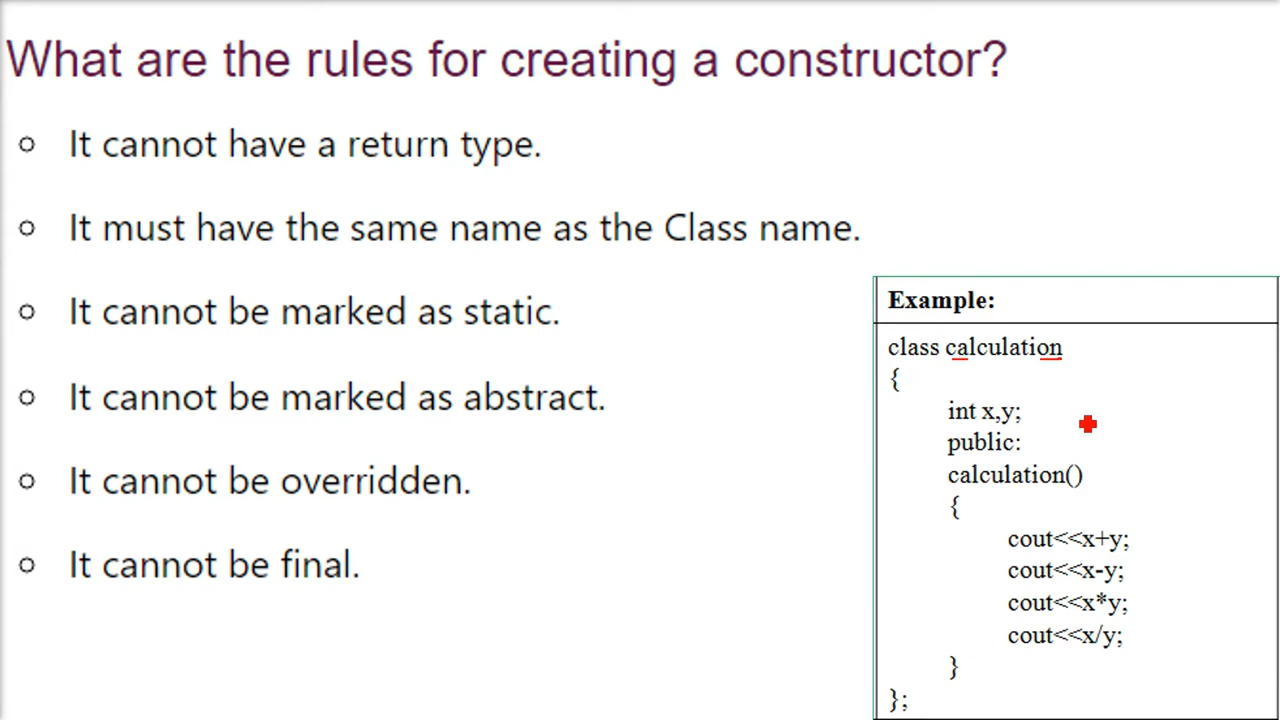 What are the rules for creating a constructor?
It cannot have a return type.
It must have the same name as the Class name.
It cannot be marked as static.
It cannot be marked as abstract.
It cannot be overridden.
It cannot be final.
Example:
class calculation
{
int x,y;
public:
calculation()
{
cout<<x+y;
cout<<x-y;
cout<<x*y;
cout<<x/y;
}
};